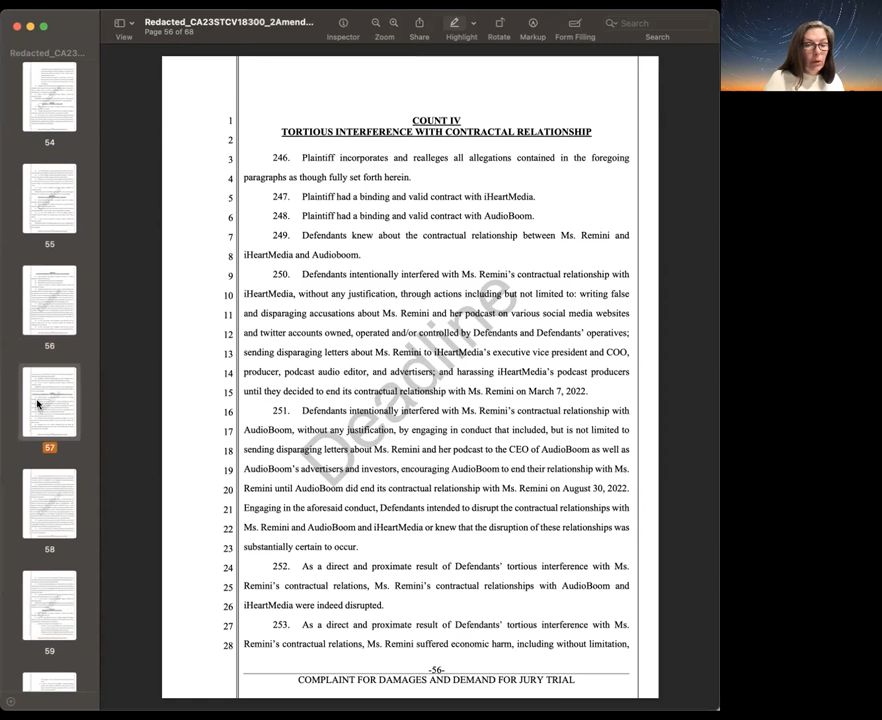 Redacted_CA23STCV18300_2Amend...
Page 56 of 68
View
Inspector
Zoom
Share
Highlight
Rotate
Markup
Form Filling
Search
Search
Redacted_CA23...
54
55
56
57
58
59
1 COUNT IV
2 TORTIOUS INTERFERENCE WITH CONTRACTAL RELATIONSHIP
3 246. Plaintiff incorporates and realleges all allegations contained in the foregoing
4 paragraphs as though fully set forth herein.
5 247. Plaintiff had a binding and valid contract with iHeartMedia.
6 248. Plaintiff had a binding and valid contract with AudioBoom.
7 249. Defendants knew about the contractual relationship between Ms. Remini and
8 iHeartMedia and Audioboom.
9 250. Defendants intentionally interfered with Ms. Remini's contractual relationship with
10 iHeartMedia, without any justification, through actions including but not limited to: writing false
11 and disparaging accusations about Ms. Remini and her podcast on various social media websites
12 and twitter accounts owned, operated and/or controlled by Defendants and Defendants' operatives;
13 sending disparaging letters about Ms. Remini to iHeartMedia's executive vice president and COO,
14 producer, podcast audio editor, and advertisers; and harassing iHeartMedia's podcast producers
15 until they decided to end its contractual relationship with Ms. Remini on March 7, 2022.
16 251. Defendants intentionally interfered with Ms. Remini's contractual relationship with
17 AudioBoom, without any justification, by engaging in conduct that included, but is not limited to
18 sending disparaging letters about Ms. Remini and her podcast to the CEO of AudioBoom as well as
19 AudioBoom's advertisers and investors, encouraging AudioBoom to end their relationship with Ms.
20 Remini until AudioBoom did end its contractual relationship with Ms. Remini on August 30, 2022.
21 Engaging in the aforesaid conduct, Defendants intended to disrupt the contractual relationships with
22 Ms. Remini and AudioBoom and iHeartMedia or knew that the disruption of these relationships was
23 substantially certain to occur.
24 252. As a direct and proximate result of Defendants' tortious interference with Ms.
25 Remini's contractual relations, Ms. Remini's contractual relationships with AudioBoom and
26 iHeartMedia were indeed disrupted.
27 253. As a direct and proximate result of Defendants' tortious interference with Ms.
28 Remini's contractual relations, Ms. Remini suffered economic harm, including without limitation,
-56-
COMPLAINT FOR DAMAGES AND DEMAND FOR JURY TRIAL
Deadline